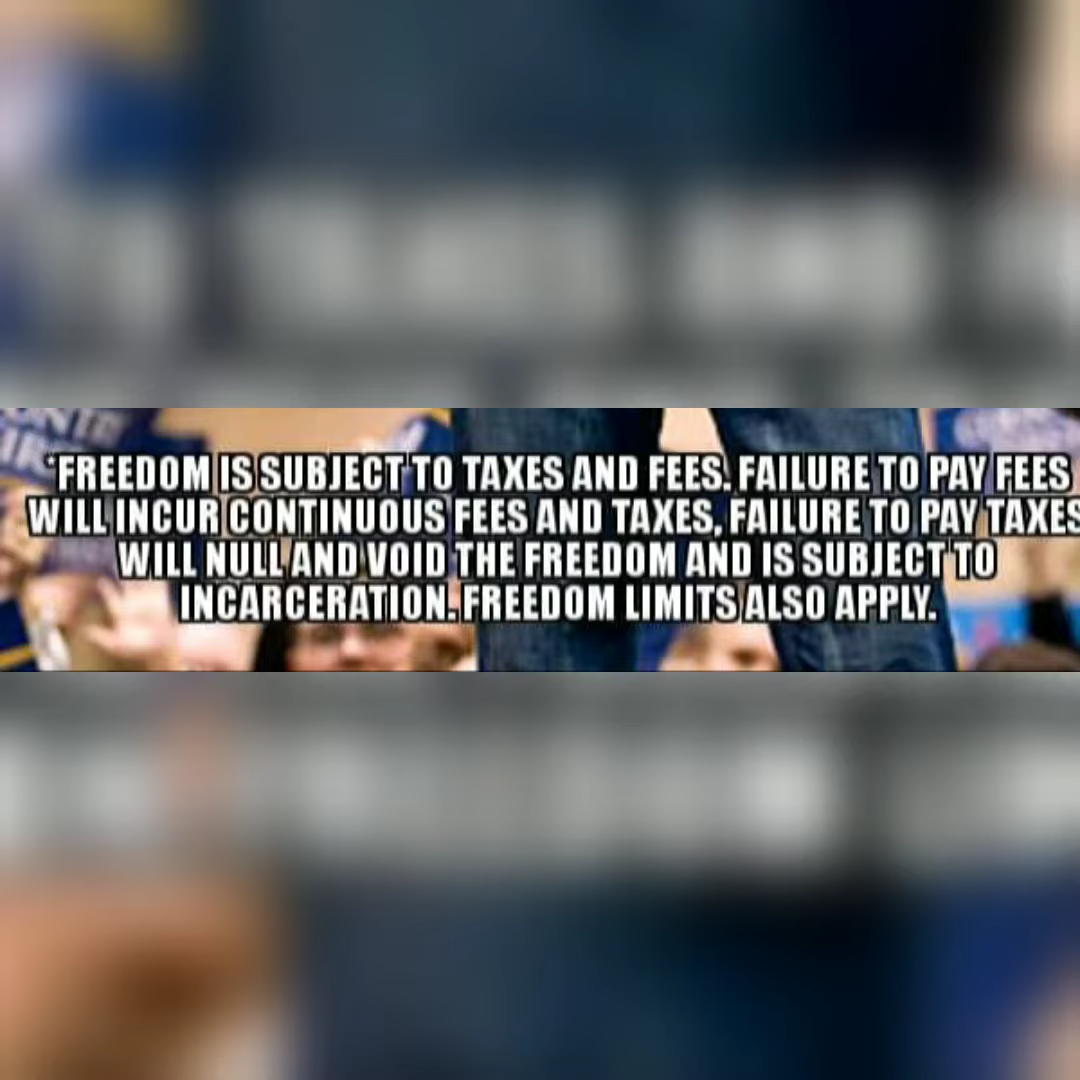 *FREEDOM IS SUBJECT TO TAXES AND FEES. FAILURE TO PAY FEES
WILL INCUR CONTINUOUS FEES AND TAXES, FAILURE TO PAY TAXES
WILL NULL AND VOID THE FREEDOM AND IS SUBJECT TO
INCARCERATION. FREEDOM LIMITS ALSO APPLY.